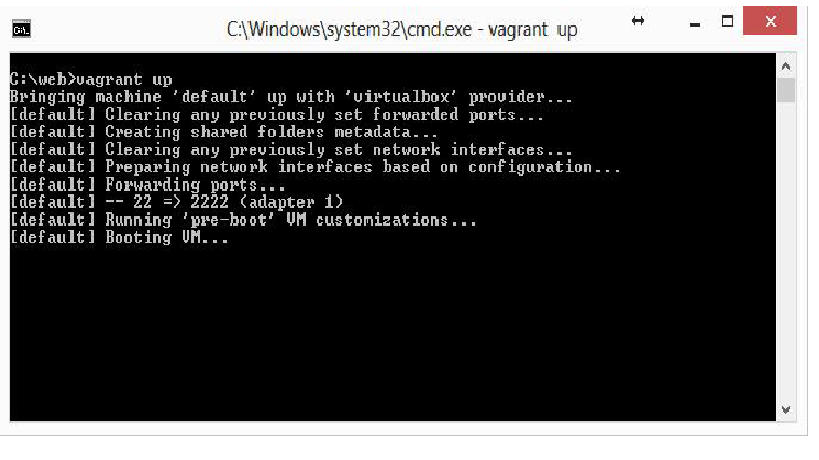 C:\Windows\system32\cmd.exe - vagrant up
C:\web>vagrant up
Bringing machine 'default' up with 'virtualbox' provider...
[default] Clearing any previously set forwarded ports...
[default] Creating shared folders metadata...
[default] Clearing any previously set network interfaces...
[default] Preparing network interfaces based on configuration...
[default] Forwarding ports...
[default] -- 22 => 2222 (adapter 1)
[default] Running 'pre-boot' VM customizations...
[default] Booting VM...